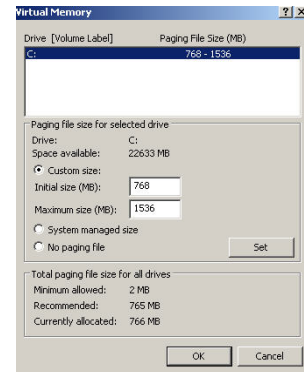 Virtual Memory
Drive [Volume Label] Paging File Size (MB)
C: 768 - 1536
Paging file size for selected drive
Drive: C:
Space available: 22633 MB
Custom size:
Initial size (MB): 768
Maximum size (MB): 1536
System managed size
No paging file Set
Total paging file size for all drives
Minimum allowed: 2 MB
Recommended: 765 MB
Currently allocated: 766 MB
OK Cancel